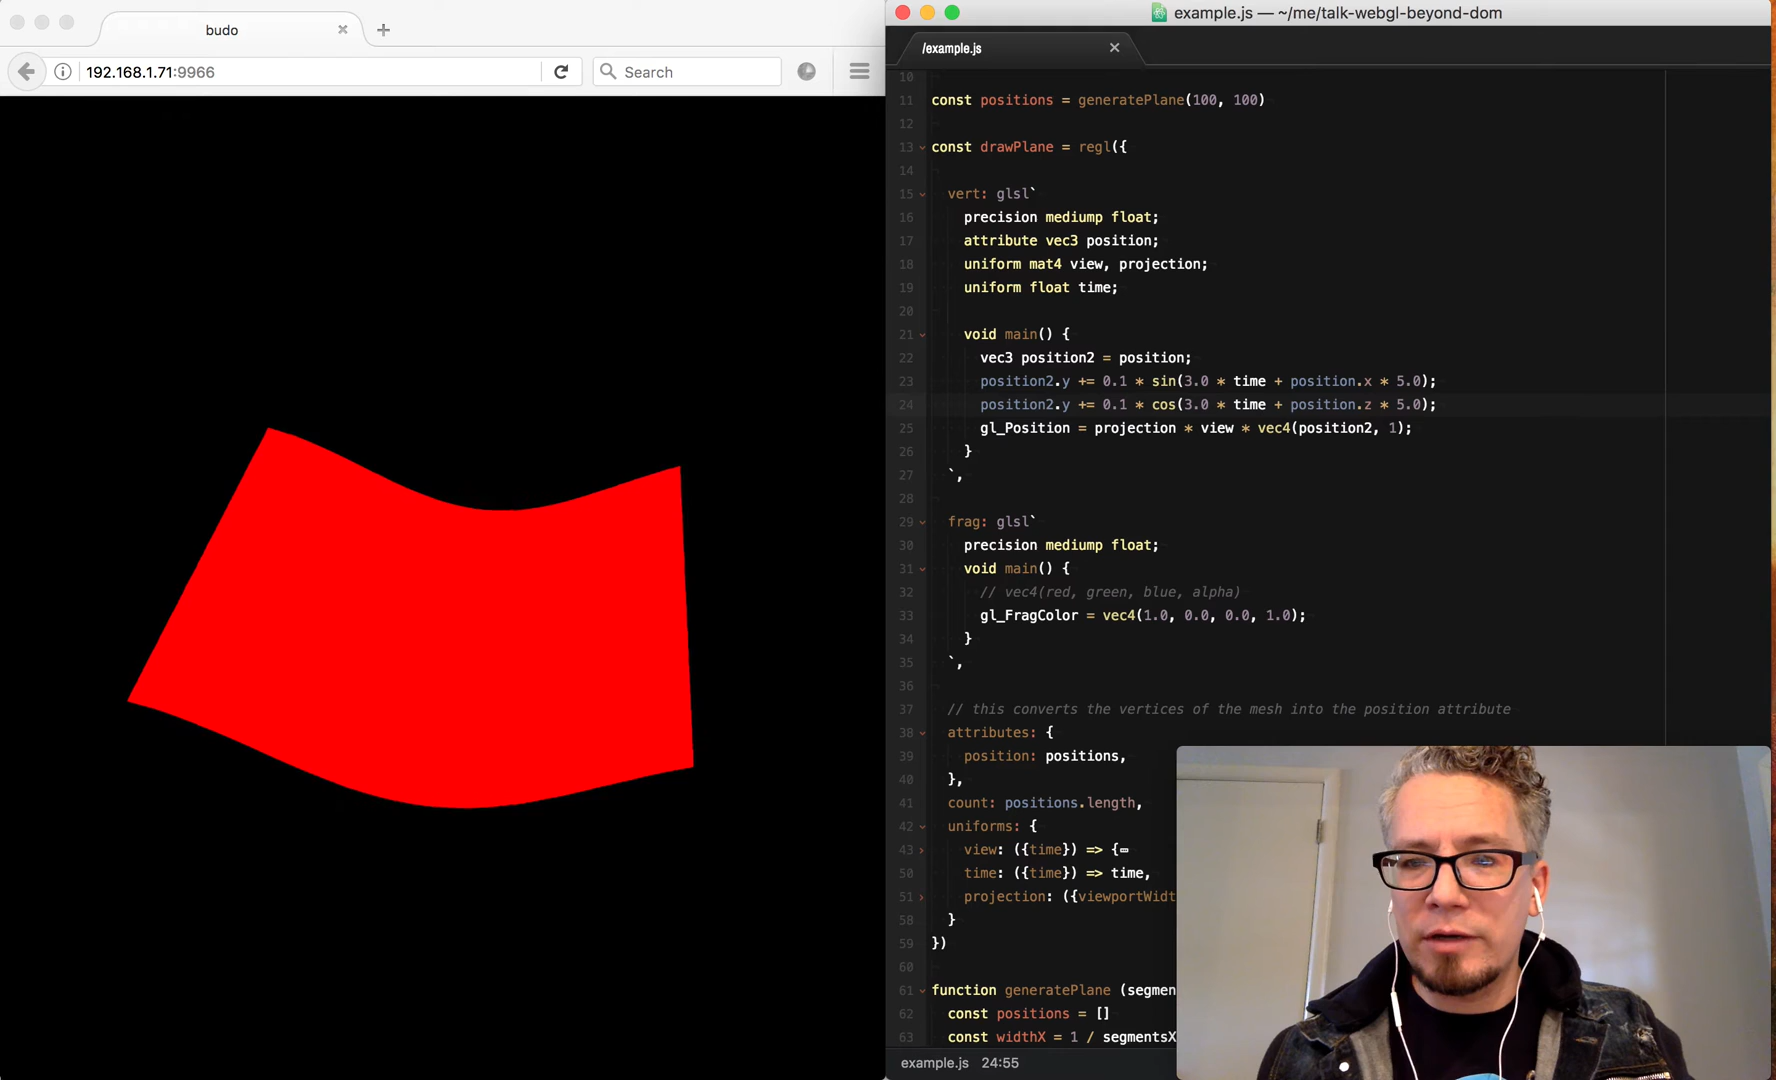 budo
192.168.1.71:9966
Search
example.js — ~/me/talk-webgl-beyond-dom
/example.js
10
11 const positions = generatePlane(100, 100)
12
13 const drawPlane = regl({
14
15 vert: glsl`
16 precision mediump float;
17 attribute vec3 position;
18 uniform mat4 view, projection;
19 uniform float time;
20
21 void main() {
22 vec3 position2 = position;
23 position2.y += 0.1 * sin(3.0 * time + position.x * 5.0);
24 position2.y += 0.1 * cos(3.0 * time + position.z * 5.0);
25 gl_Position = projection * view * vec4(position2, 1);
26 }
27 `,
28
29 frag: glsl`
30 precision mediump float;
31 void main() {
32 // vec4(red, green, blue, alpha)
33 gl_FragColor = vec4(1.0, 0.0, 0.0, 1.0);
34 }
35 `,
36
37 // this converts the vertices of the mesh into the position attribute
38 attributes: {
39 position: positions,
40 },
41 count: positions.length,
42 uniforms: {
43 view: ({time}) => {⋯
50 time: ({time}) => time,
51 projection: ({viewportWidt
58 }
59 })
60
61 function generatePlane (segmen
62 const positions = []
63 const widthX = 1 / segmentsX
example.js 24:55